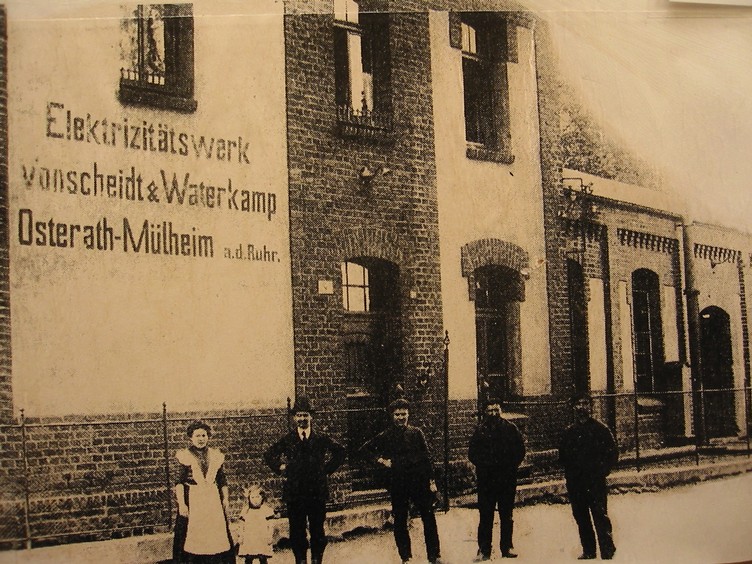 Elektrizitätswerk
Vonscheidt & Waterkamp
Osterath-Mülheim a.d. Ruhr.